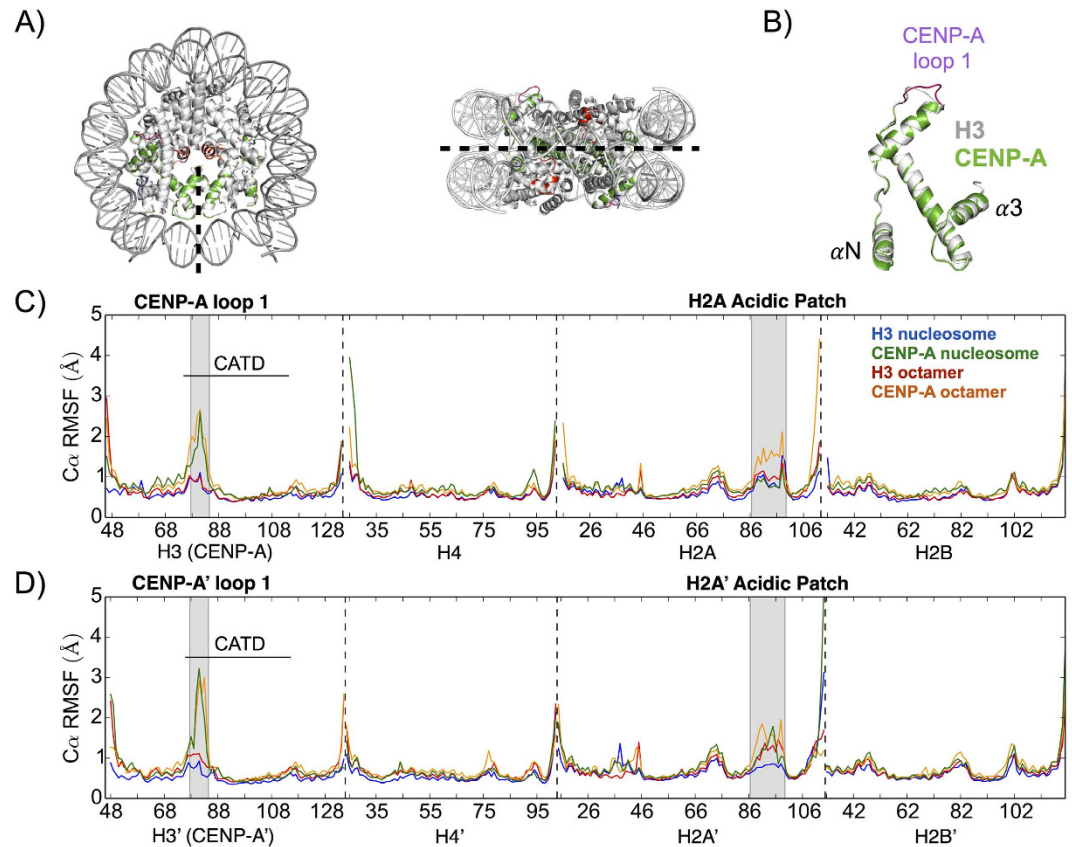 A)
B)
CENP-A
loop 1
H3
CENP-A
αN
α3
C)
CENP-A loop 1
H2A Acidic Patch
5
4
3
2
1
0
Cα RMSF (Å)
CATD
H3 nucleosome
CENP-A nucleosome
H3 octamer
CENP-A octamer
48 68 88 108 128 35 55 75 95 26 46 66 86 106 42 62 82 102
H3 (CENP-A) H4 H2A H2B
D)
CENP-A' loop 1
H2A' Acidic Patch
5
4
3
2
1
0
Cα RMSF (Å)
CATD
48 68 88 108 128 35 55 75 95 26 46 66 86 106 42 62 82 102
H3' (CENP-A') H4' H2A' H2B'